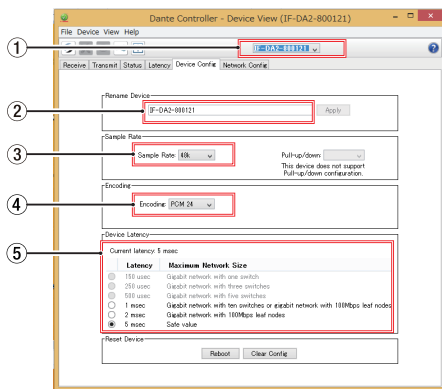 Dante Controller - Device View (IF-DA2-800121)
File Device View Help
1
IF-DA2-800121
Receive Transmit Status Latency Device Config Network Config
Rename Device
2
IF-DA2-800121
Apply
Sample Rate
3
Sample Rate: 48k
Pull-up/down:
This device does not support
Pull-up/down configuration.
Encoding
4
Encoding: PCM 24
Device Latency
5
Current latency: 5 msec
Latency Maximum Network Size
150 usec Gigabit network with one switch
250 usec Gigabit network with three switches
500 usec Gigabit network with five switches
1 msec Gigabit network with ten switches or gigabit network with 100Mbps leaf nodes
2 msec Gigabit network with 100Mbps leaf nodes
5 msec Safe value
Reset Device
Reboot Clear Config